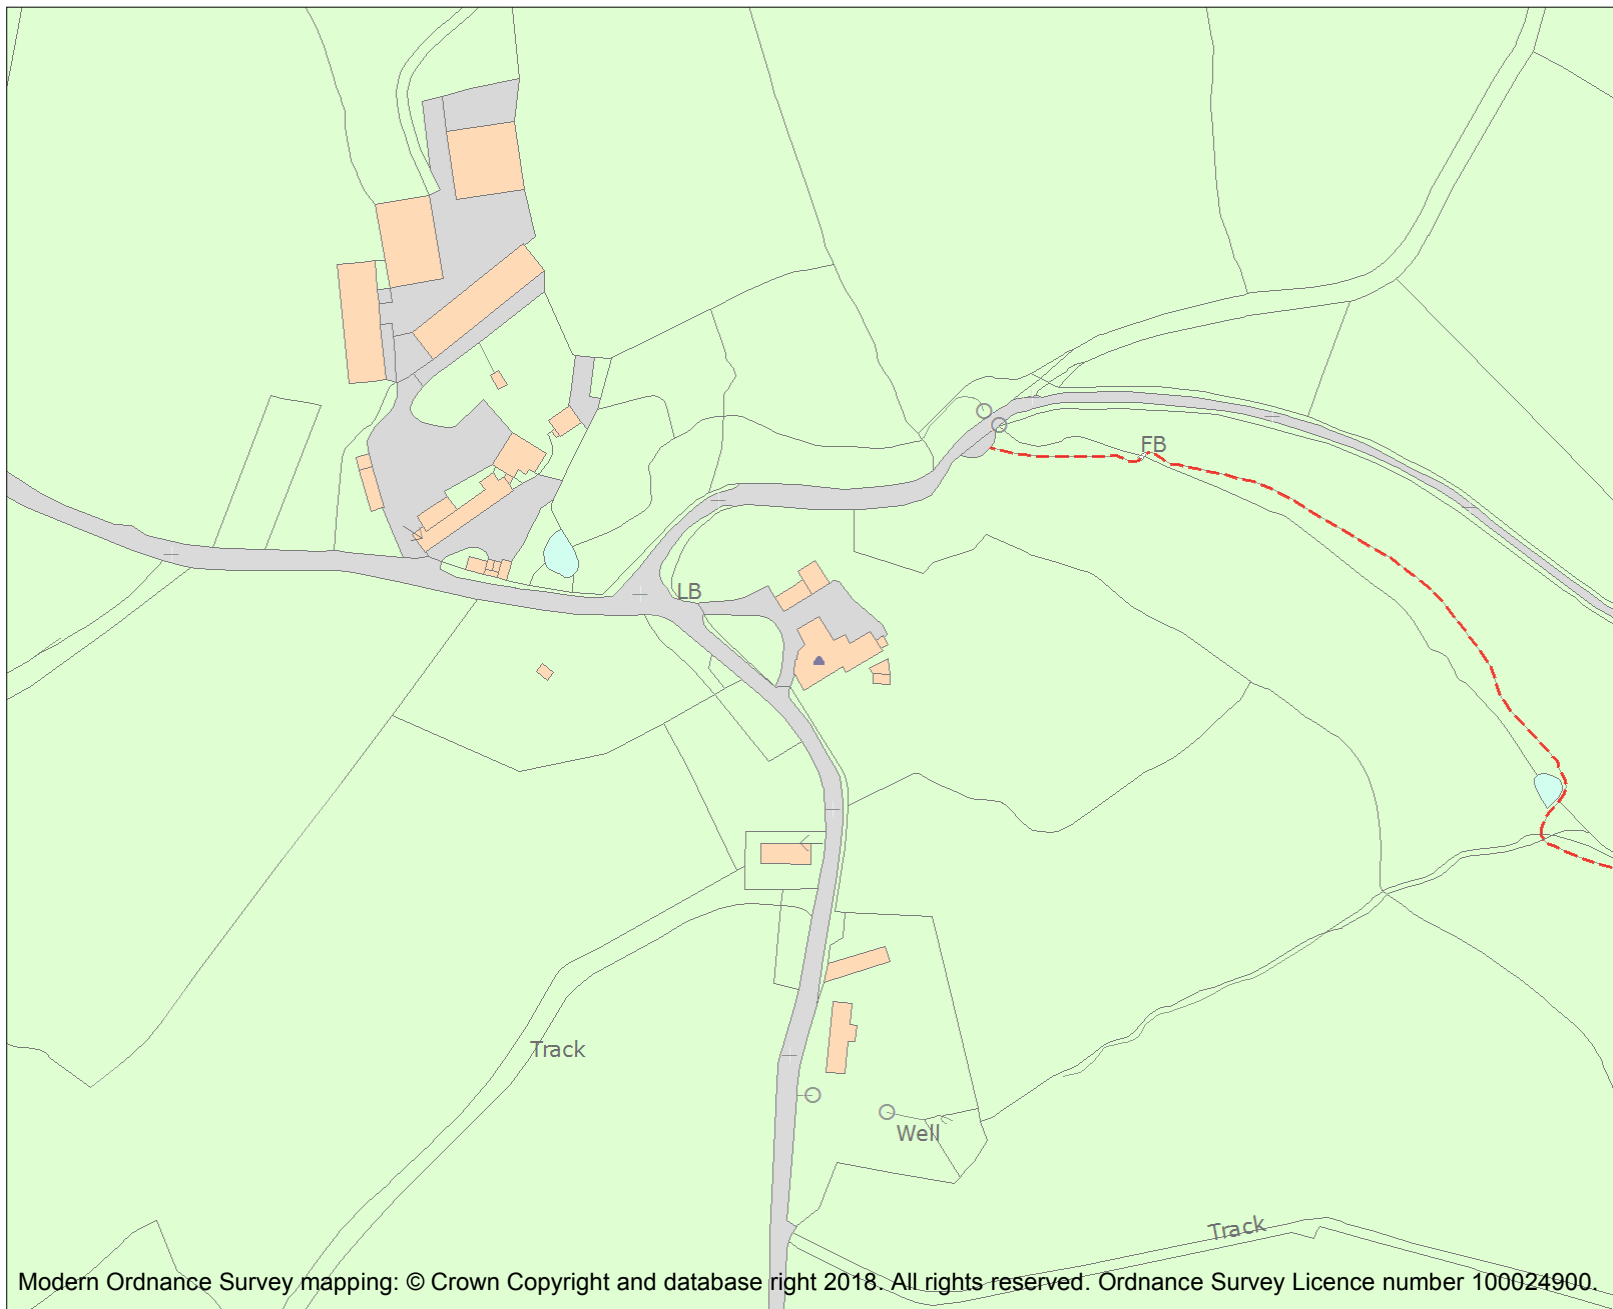 FB
LB
Track
Well
Track
Modern Ordnance Survey mapping: © Crown Copyright and database right 2018. All rights reserved. Ordnance Survey Licence number 100024900.